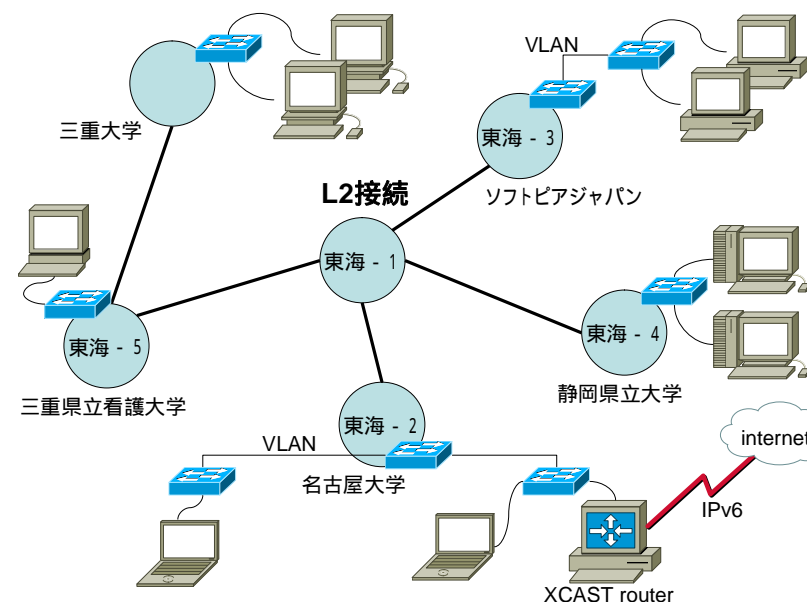 VLAN
三重大学
東海 - 3
L2接続
ソフトピアジャパン
東海 - 1
東海 - 5
東海 - 4
三重県立看護大学
静岡県立大学
東海 - 2
VLAN
internet
名古屋大学
IPv6
XCAST router